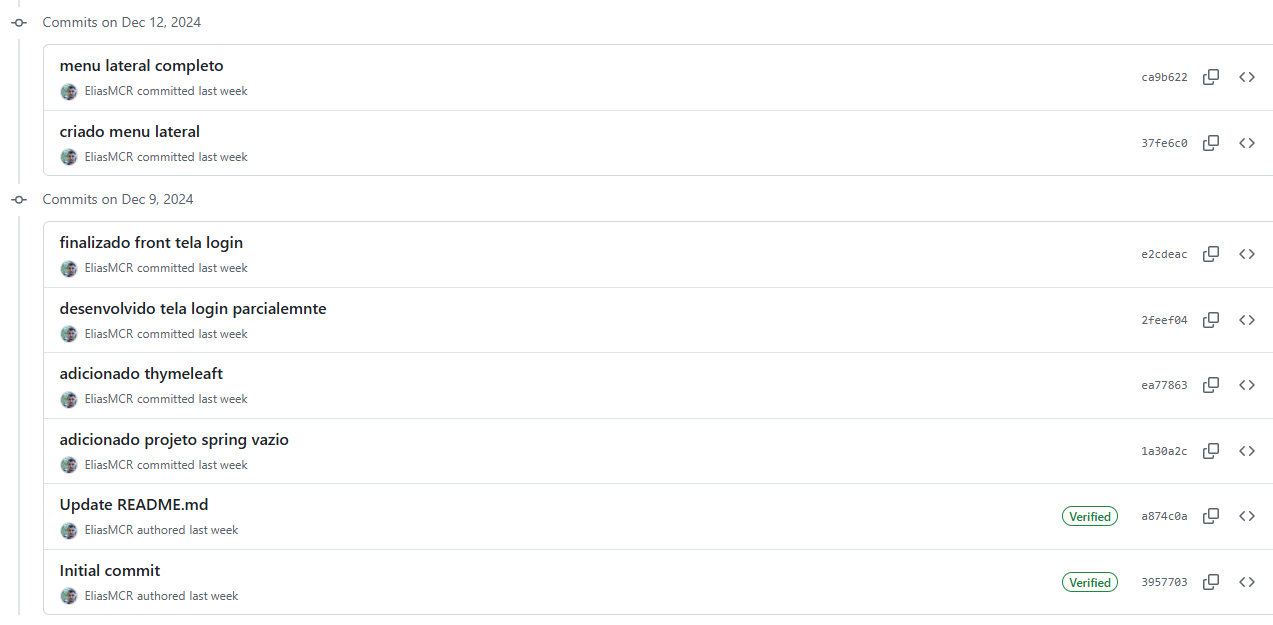 Commits on Dec 12, 2024
menu lateral completo
EliasMCR committed last week
ca9b622
criado menu lateral
EliasMCR committed last week
37fe6c0
Commits on Dec 9, 2024
finalizado front tela login
EliasMCR committed last week
e2cdeac
desenvolvido tela login parcialemnte
EliasMCR committed last week
2feef04
adicionado thymeleaft
EliasMCR committed last week
ea77863
adicionado projeto spring vazio
EliasMCR committed last week
1a30a2c
Update README.md
EliasMCR authored last week
Verified a874c0a
Initial commit
EliasMCR authored last week
Verified 3957703